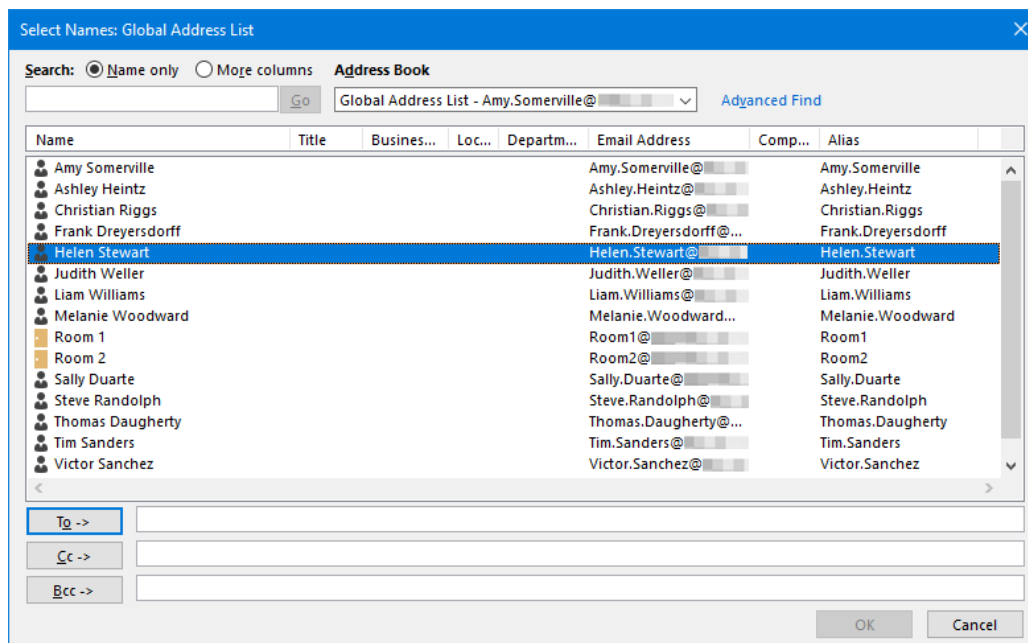 Select Names: Global Address List
Search: Name only More columns Address Book
Go Global Address List - Amy.Somerville@ Advanced Find
Name Title Busines... Loc... Departm... Email Address Comp... Alias
Amy Somerville Amy.Somerville@ Amy.Somerville
Ashley Heintz Ashley.Heintz@ Ashley.Heintz
Christian Riggs Christian.Riggs@ Christian.Riggs
Frank Dreyersdorff Frank.Dreyersdorff@... Frank.Dreyersdorff
Helen Stewart Helen.Stewart@ Helen.Stewart
Judith Weller Judith.Weller@ Judith.Weller
Liam Williams Liam.Williams@ Liam.Williams
Melanie Woodward Melanie.Woodward... Melanie.Woodward
Room 1 Room1@ Room1
Room 2 Room2@ Room2
Sally Duarte Sally.Duarte@ Sally.Duarte
Steve Randolph Steve.Randolph@ Steve.Randolph
Thomas Daugherty Thomas.Daugherty@... Thomas.Daugherty
Tim Sanders Tim.Sanders@ Tim.Sanders
Victor Sanchez Victor.Sanchez@ Victor.Sanchez
To ->
Cc ->
Bcc ->
OK Cancel